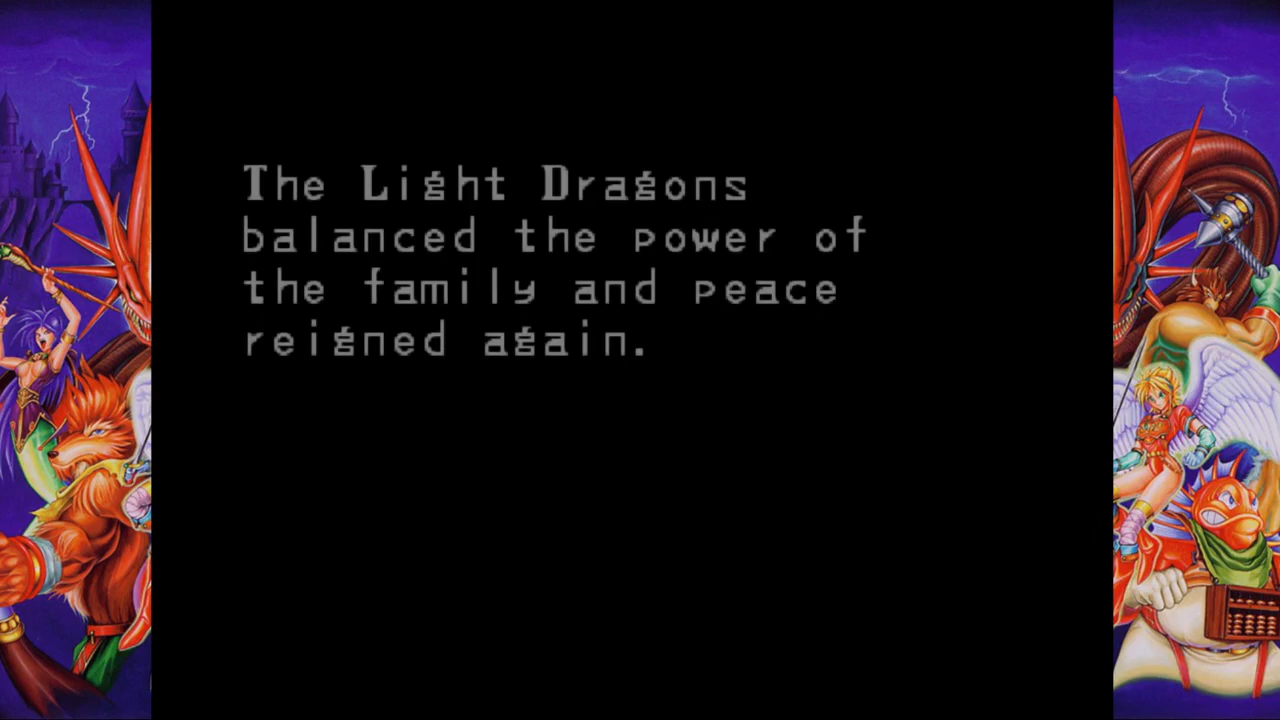 The Light Dragons
balanced the power of
the family and peace
reigned again.